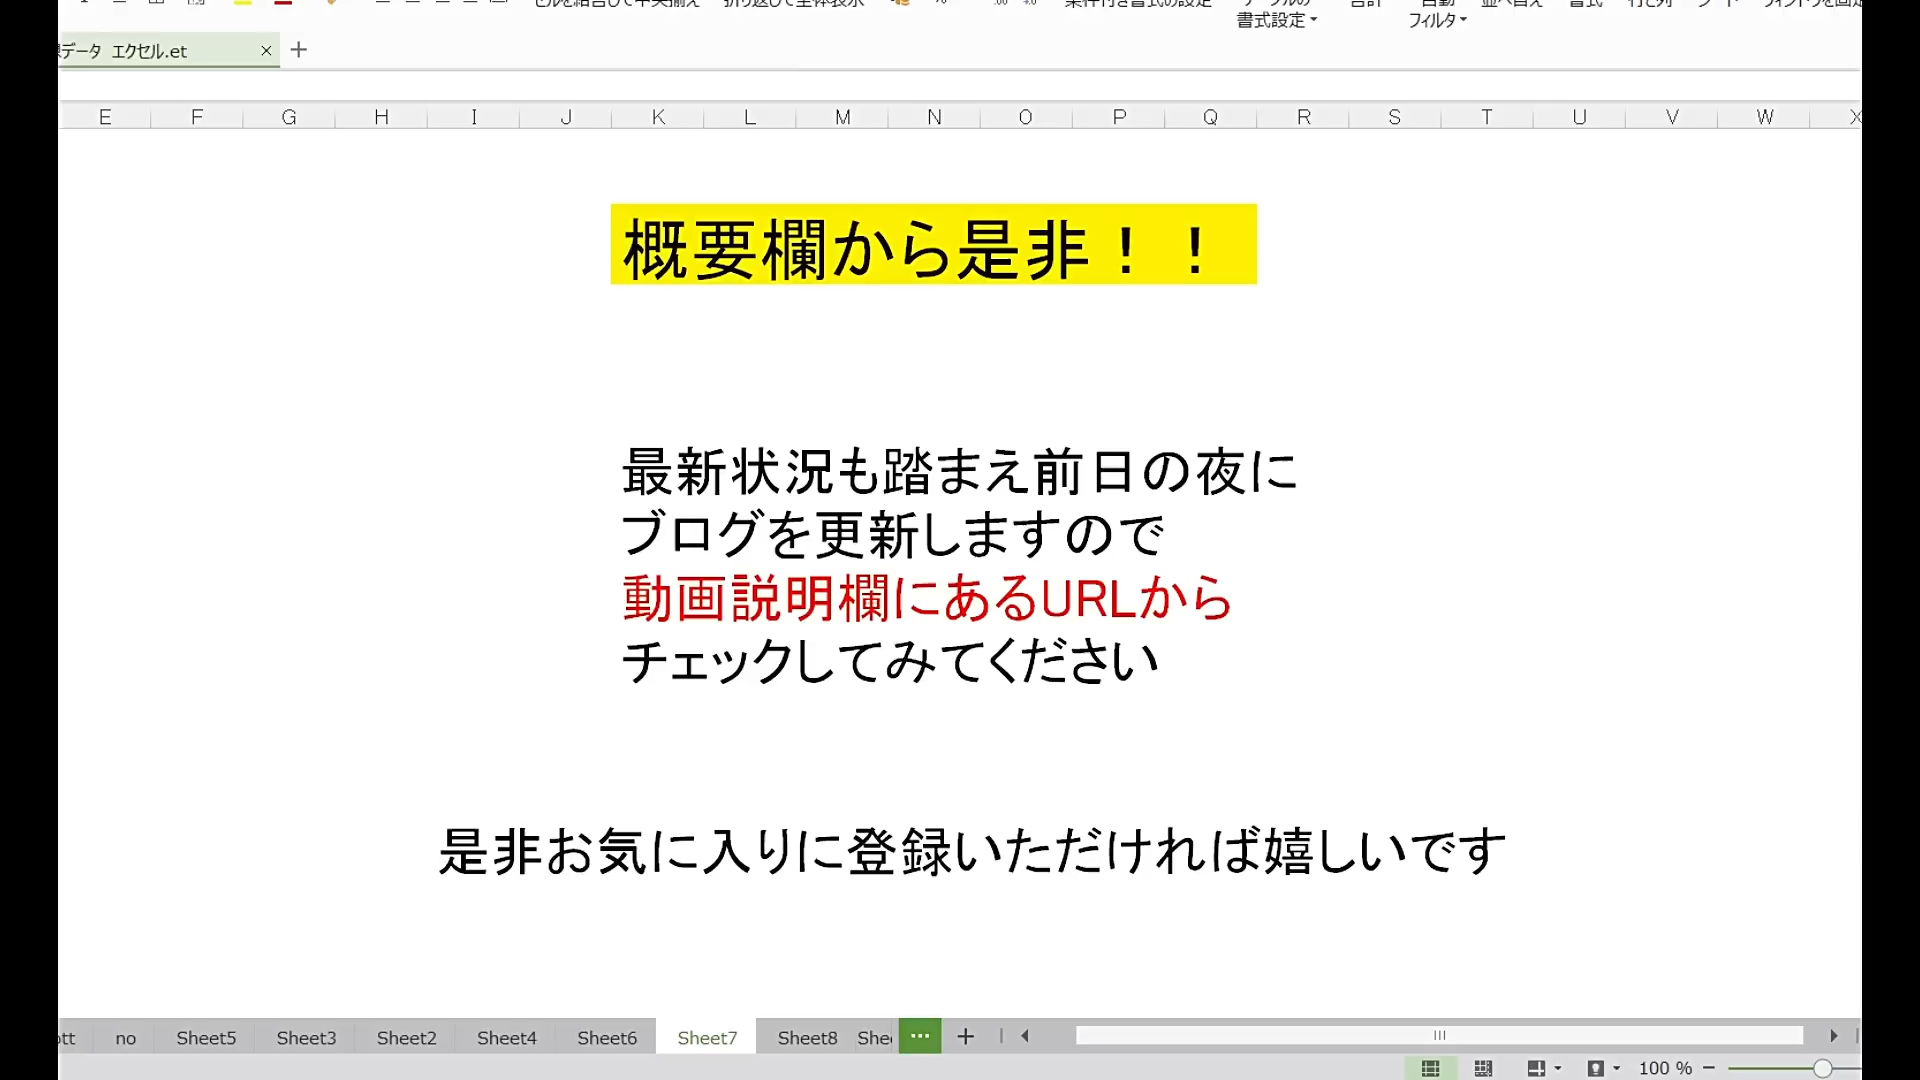 書式設定
フィルタ
データ エクセル.et
E F G H I J K L M N O P Q R S T U V W X
概要欄から是非！！
最新状況も踏まえ前日の夜に
ブログを更新しますので
動画説明欄にあるURLから
チェックしてみてください
是非お気に入りに登録いただければ嬉しいです
no Sheet5 Sheet3 Sheet2 Sheet4 Sheet6 Sheet7 Sheet8
100 %